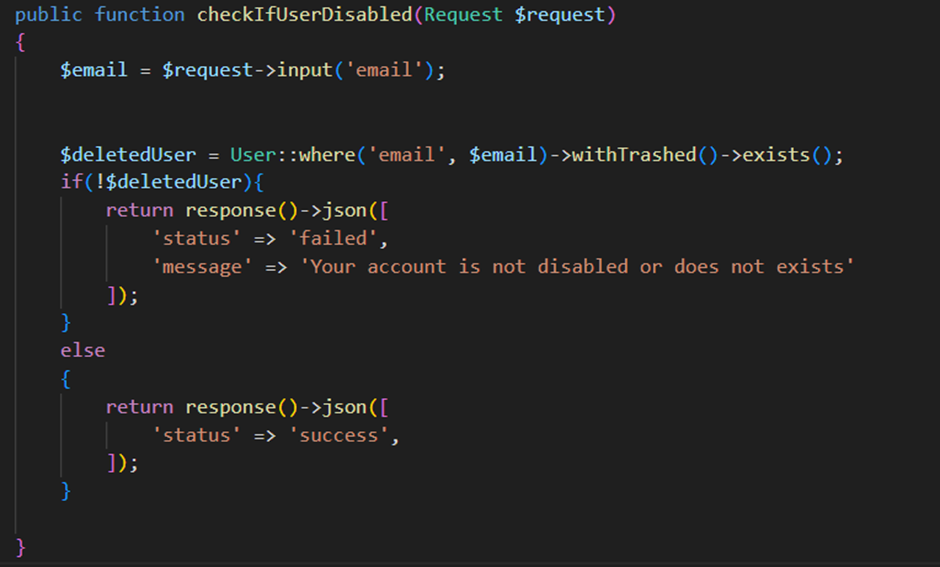 public function checkIfUserDisabled(Request $request)
{
$email = $request->input('email');
$deletedUser = User::where('email', $email)->withTrashed()->exists();
if(!$deletedUser){
return response()->json([
'status' => 'failed',
'message' => 'Your account is not disabled or does not exists'
]);
}
else
{
return response()->json([
'status' => 'success',
]);
}
}